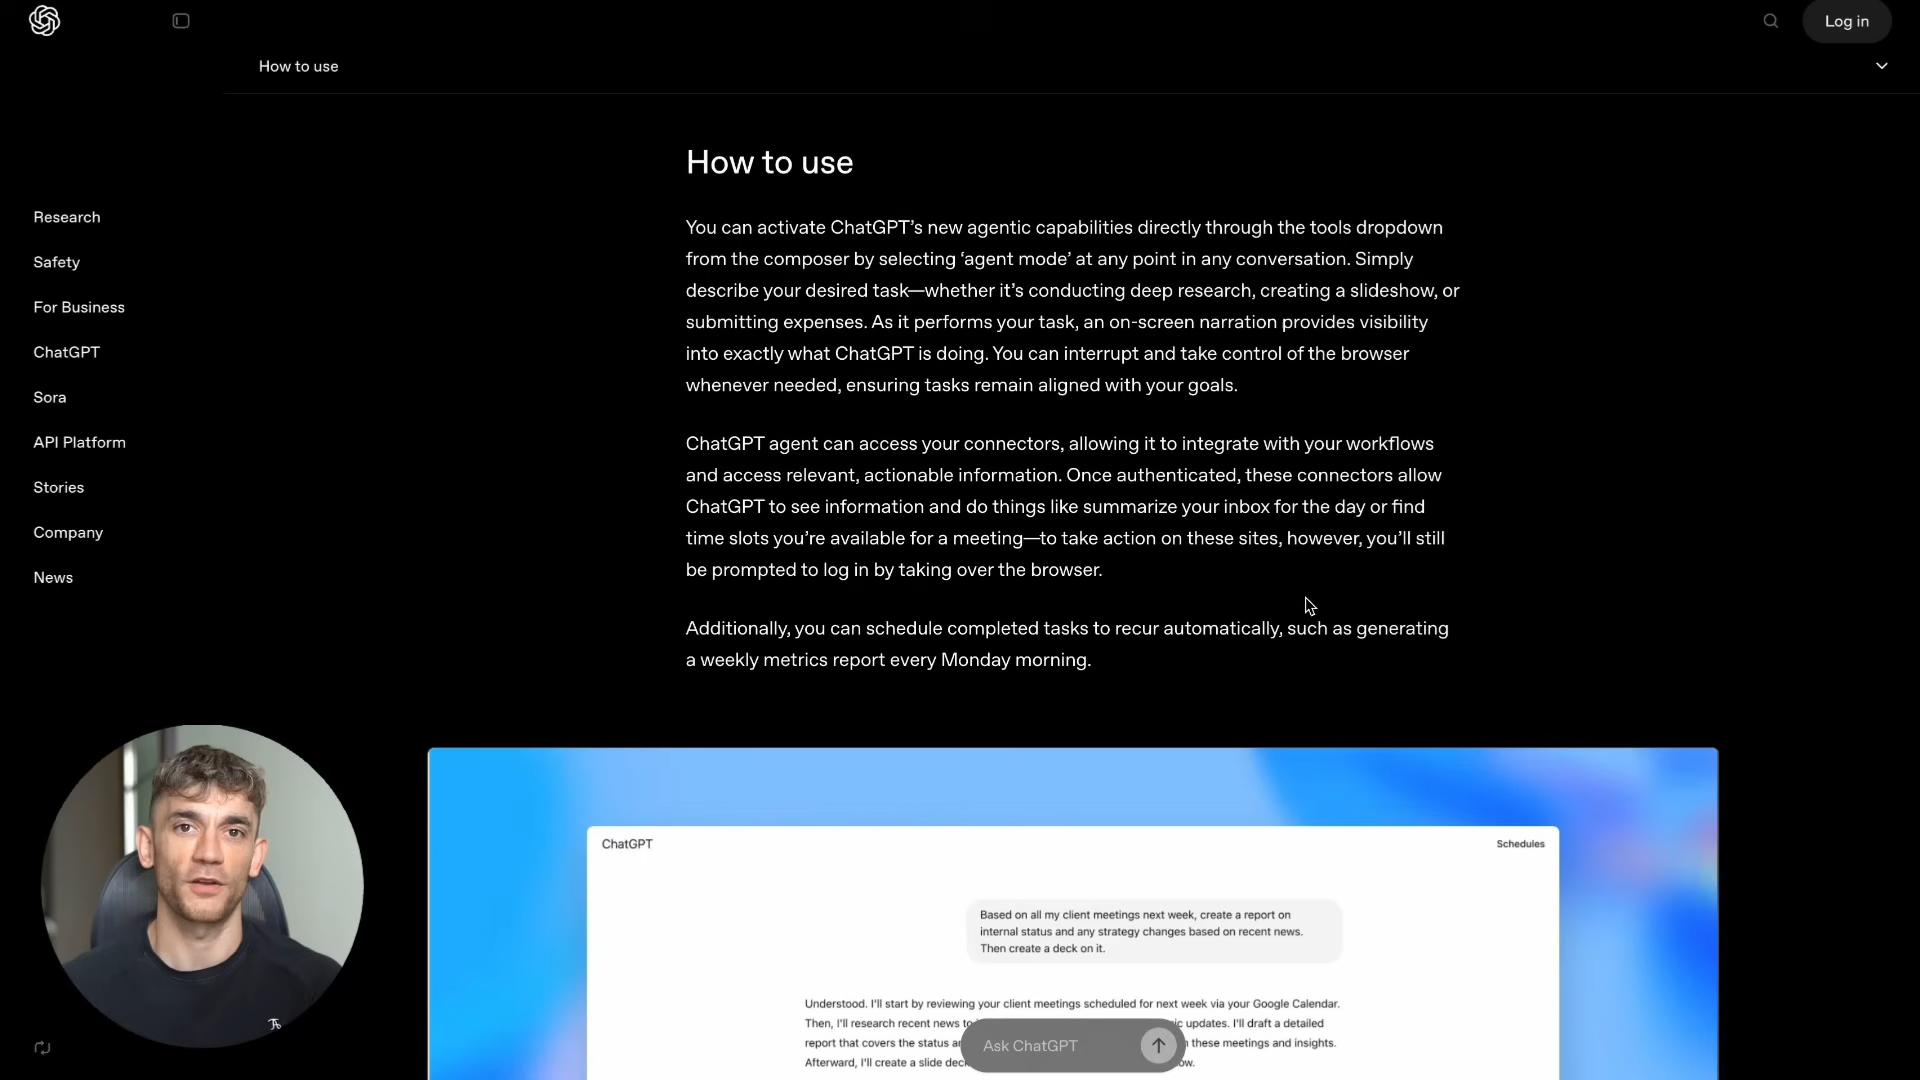 Log in
How to use
How to use
You can activate ChatGPT’s new agentic capabilities directly through the tools dropdown
from the composer by selecting ‘agent mode’ at any point in any conversation. Simply
describe your desired task—whether it’s conducting deep research, creating a slideshow, or
submitting expenses. As it performs your task, an on-screen narration provides visibility
into exactly what ChatGPT is doing. You can interrupt and take control of the browser
whenever needed, ensuring tasks remain aligned with your goals.
ChatGPT agent can access your connectors, allowing it to integrate with your workflows
and access relevant, actionable information. Once authenticated, these connectors allow
ChatGPT to see information and do things like summarize your inbox for the day or find
time slots you’re available for a meeting—to take action on these sites, however, you’ll still
be prompted to log in by taking over the browser.
Additionally, you can schedule completed tasks to recur automatically, such as generating
a weekly metrics report every Monday morning.
Research
Safety
For Business
ChatGPT
Sora
API Platform
Stories
Company
News
ChatGPT
Schedules
Based on all my client meetings next week, create a report on
internal status and any strategy changes based on recent news.
Then create a deck on it.
Understood. I'll start by reviewing your client meetings scheduled for next week via your Google Calendar.
Then, I'll research recent news to updates. I'll draft a detailed
report that covers the status these meetings and insights.
Afterward, I'll create a slide
Ask ChatGPT